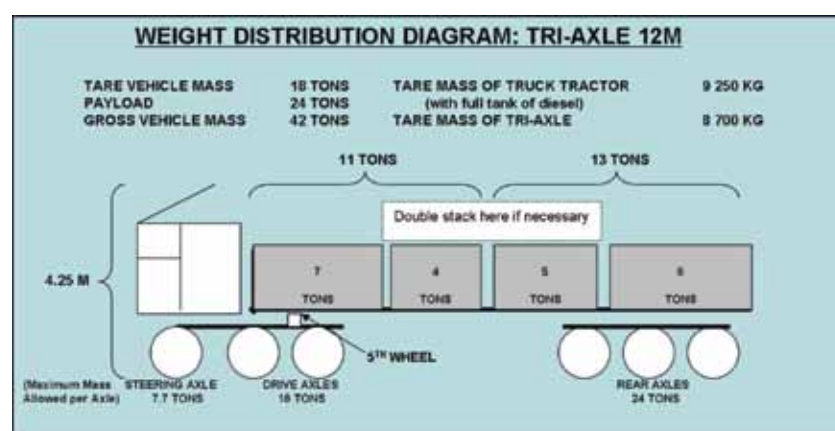 WEIGHT DISTRIBUTION DIAGRAM: TRI-AXLE 12M
TARE VEHICLE MASS 18 TONS TARE MASS OF TRUCK TRACTOR 9 250 KG
PAYLOAD 24 TONS (with full tank of diesel)
GROSS VEHICLE MASS 42 TONS TARE MASS OF TRI-AXLE 8 700 KG
11 TONS 13 TONS
Double stack here if necessary
4.25 M
7 4 5 8
TONS TONS TONS TONS
5TH WHEEL
(Maximum Mass STEERING AXLE DRIVE AXLES REAR AXLES
Allowed per Axle) 7.7 TONS 18 TONS 24 TONS